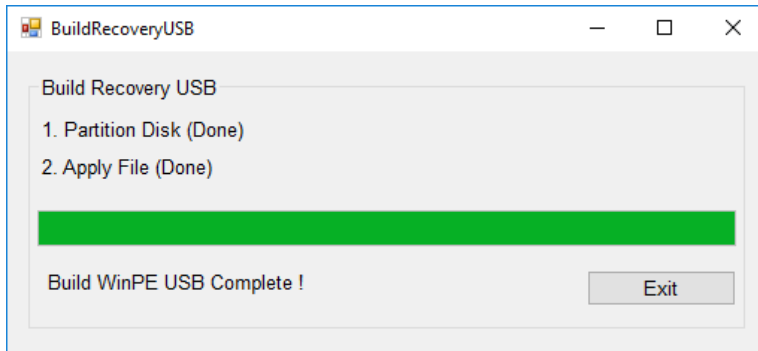 BuildRecoveryUSB
Build Recovery USB
1. Partition Disk (Done)
2. Apply File (Done)
Build WinPE USB Complete !
Exit